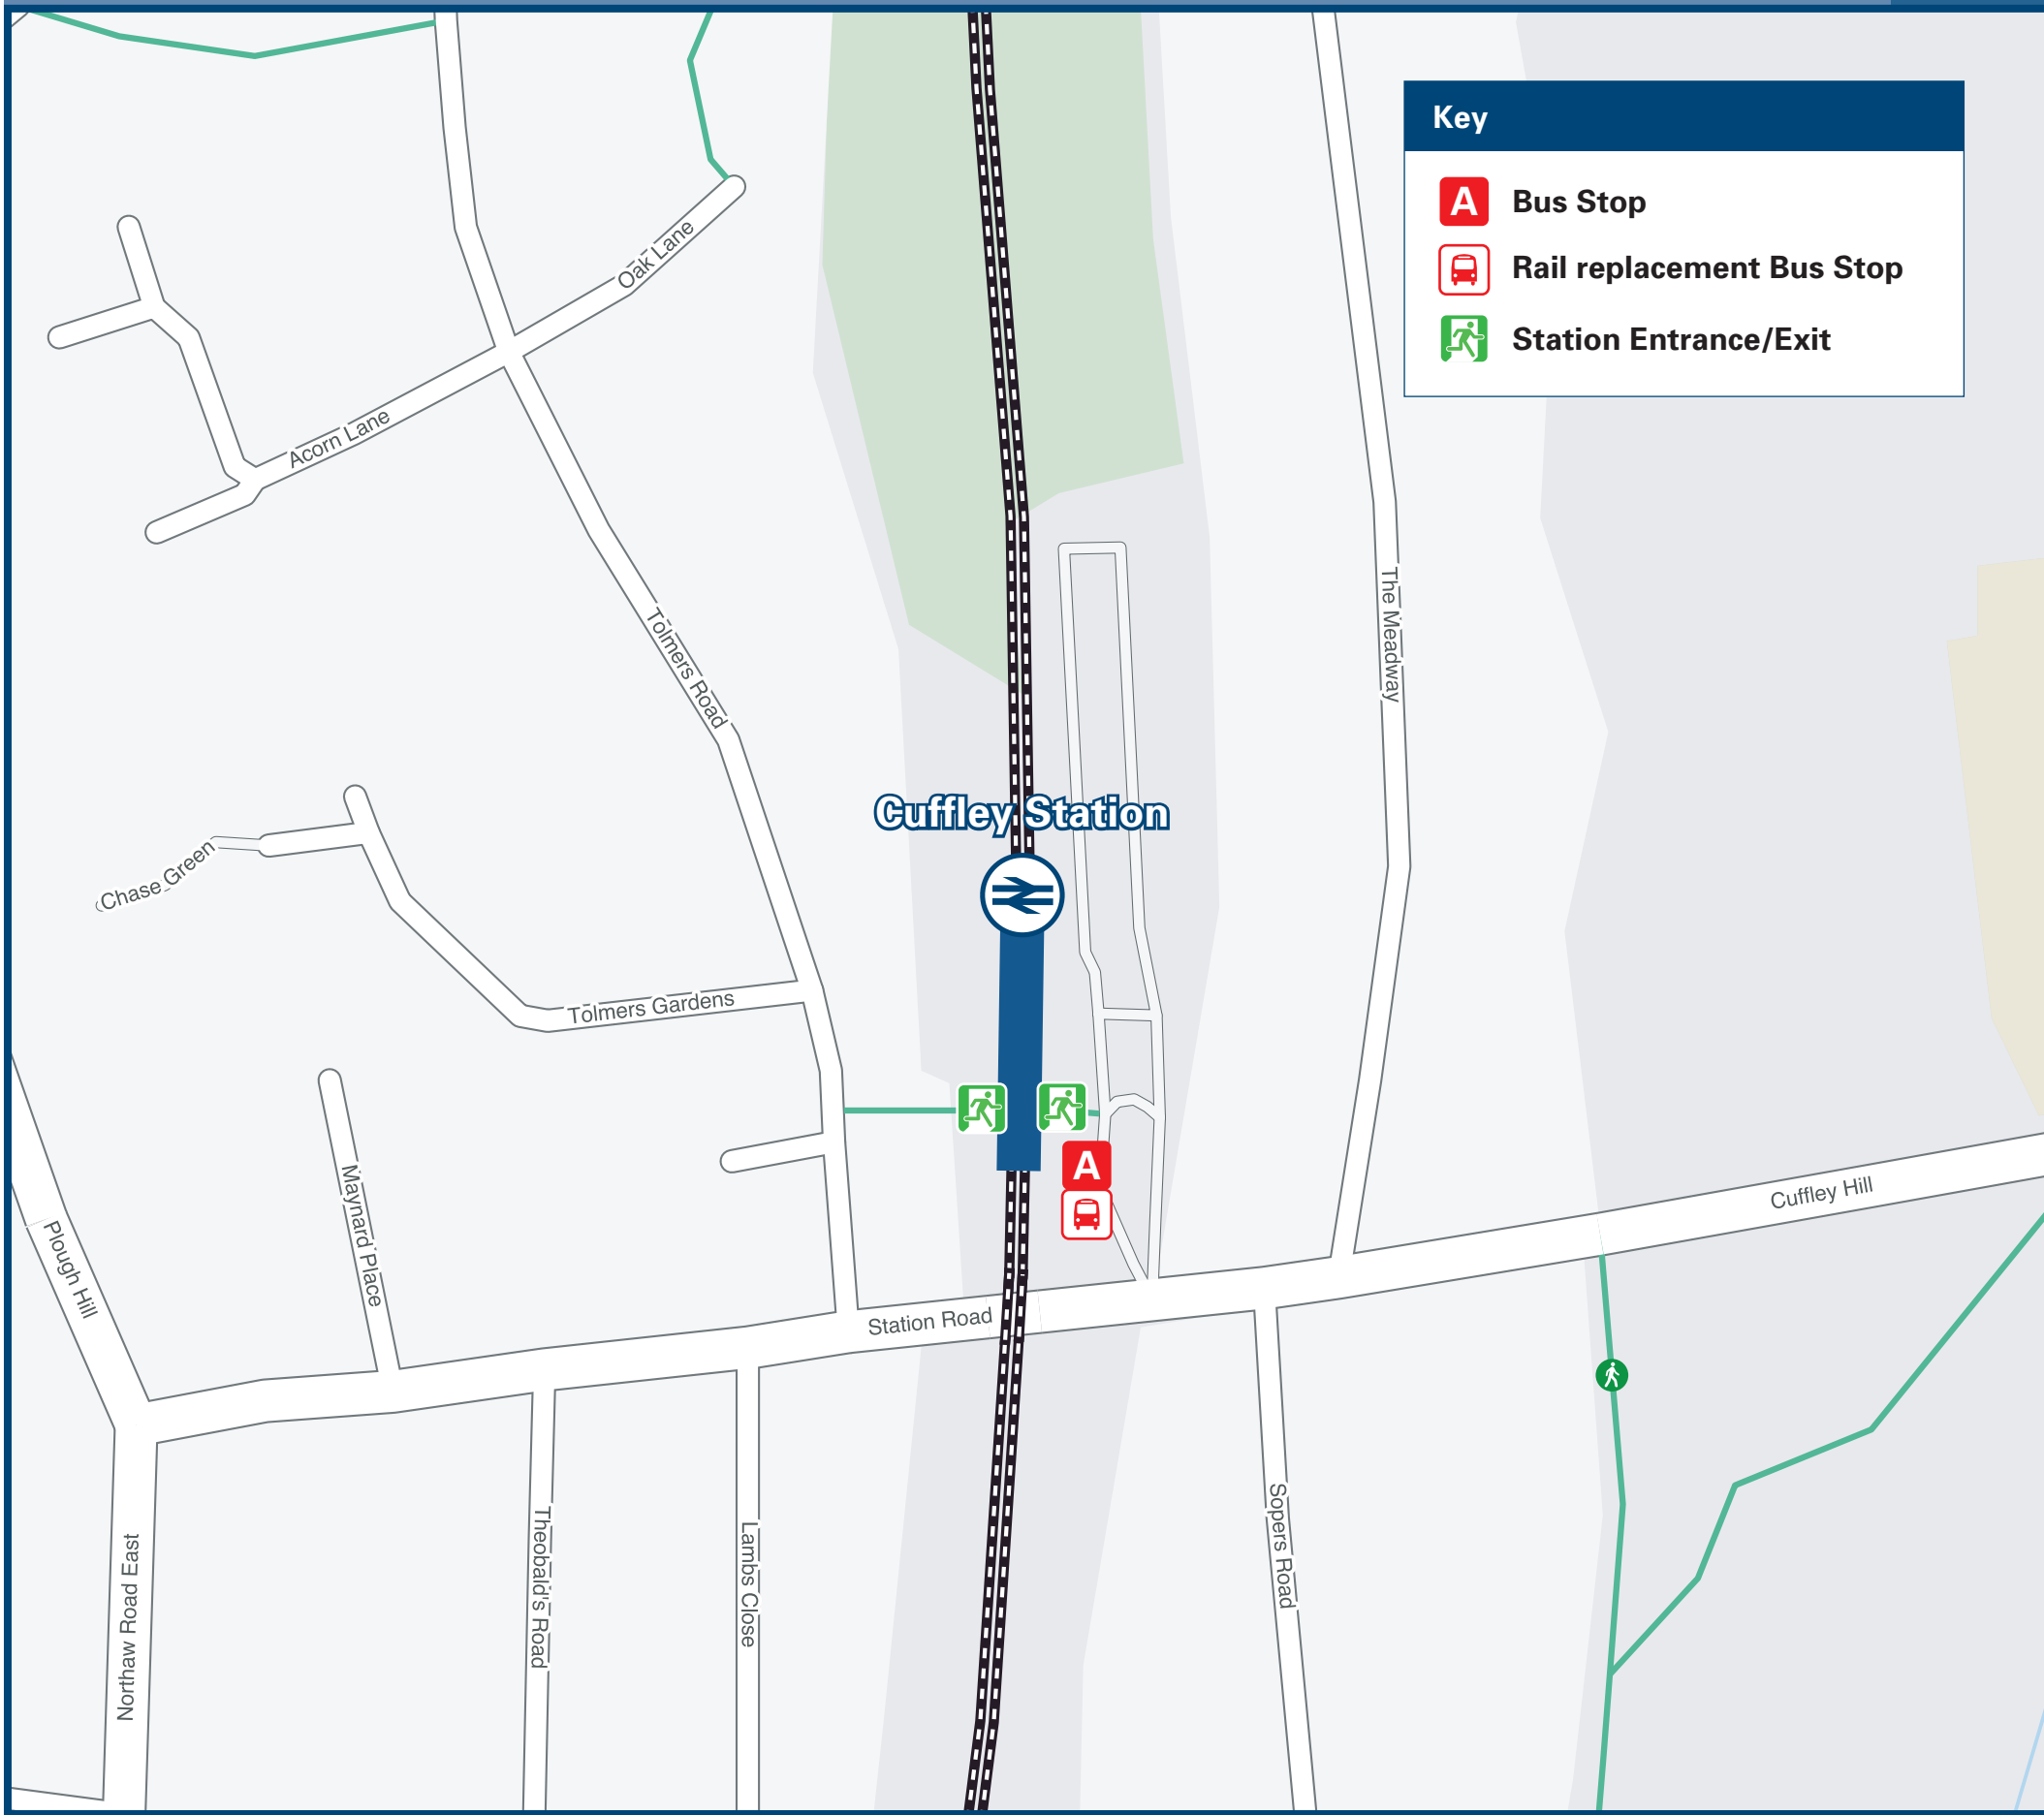 Key
A
Bus Stop
Rail replacement Bus Stop
Station Entrance/Exit
Oak Lane
Acorn Lane
Tolmers Road
The Meadway
Cuffley Station
Chase Green
Tolmers Gardens
A
Maynard Place
Plough Hill
Cuffley Hill
Station Road
Northaw Road East
Theobald's Road
Lambs Close
Sopers Road